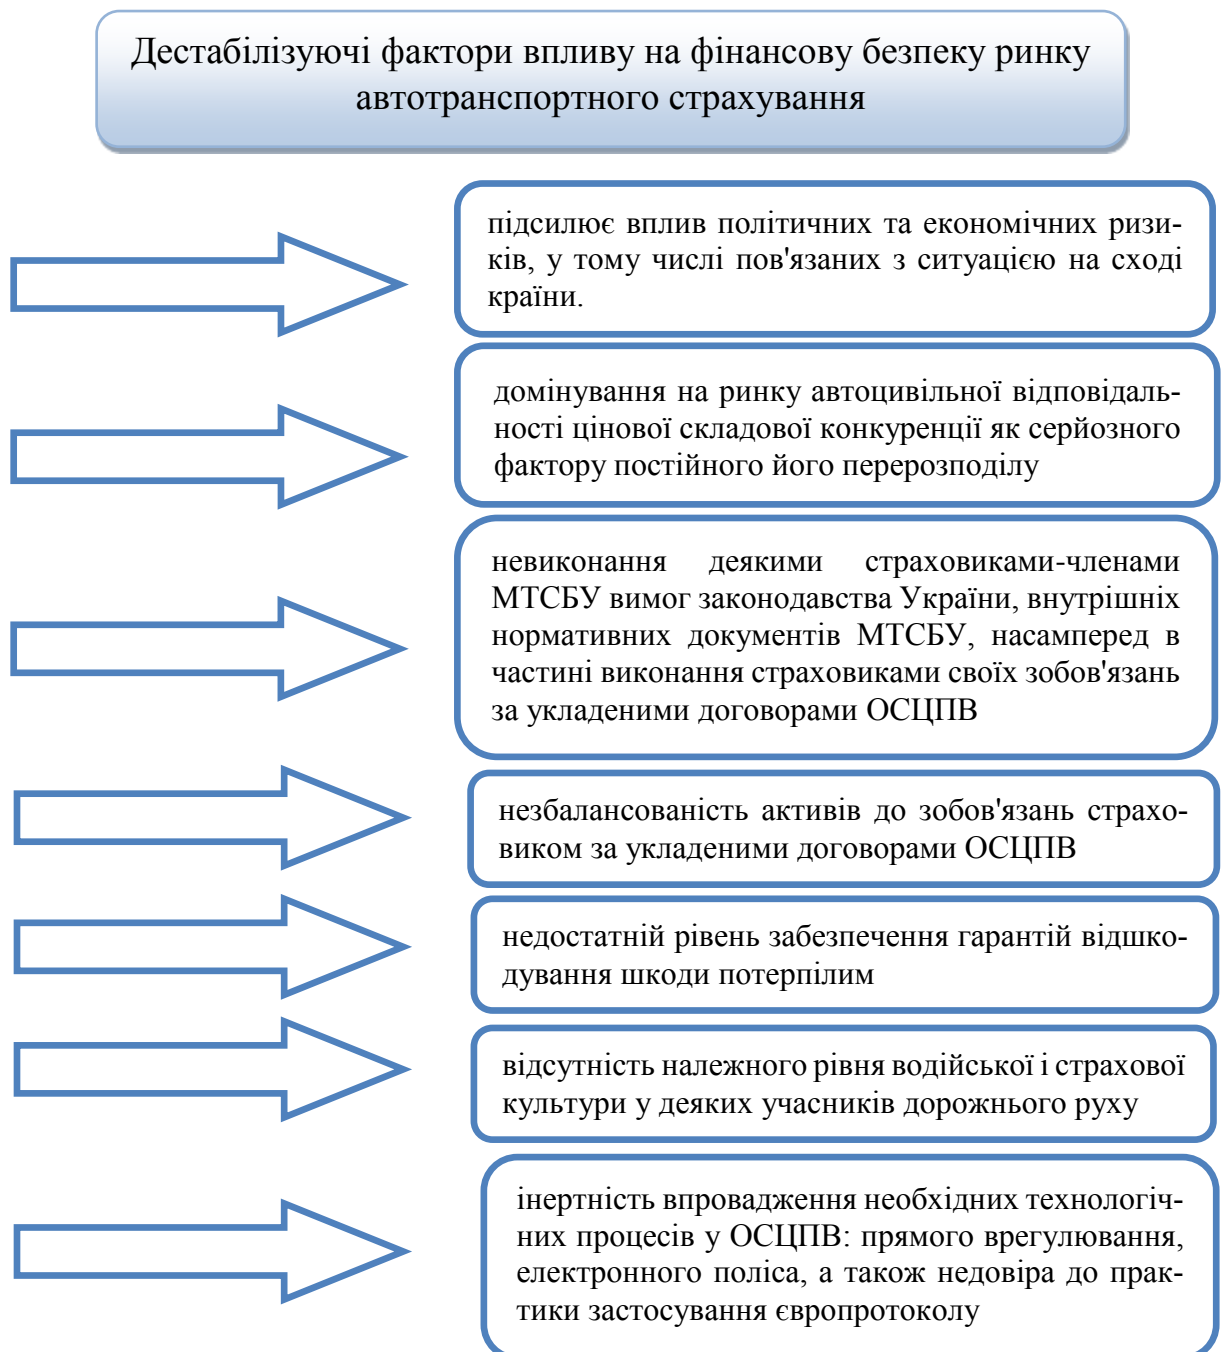 Дестабілізуючі фактори впливу на фінансову безпеку ринку
автотранспортного страхування
підсилює вплив політичних та економічних ризи-
ків, у тому числі пов'язаних з ситуацією на сході
країни.
домінування на ринку автоцивільної відповідаль-
ності цінової складової конкуренції як серйозного
фактору постійного його перерозподілу
невиконання деякими страховиками-членами
МТСБУ вимог законодавства України, внутрішніх
нормативних документів МТСБУ, насамперед в
частині виконання страховиками своїх зобов'язань
за укладеними договорами ОСЦПВ
незбалансованість активів до зобов'язань страхо-
виком за укладеними договорами ОСЦПВ
недостатній рівень забезпечення гарантій відшко-
дування шкоди потерпілим
відсутність належного рівня водійської і страхової
культури у деяких учасників дорожнього руху
інертність впровадження необхідних технологіч-
них процесів у ОСЦПВ: прямого врегулювання,
електронного поліса, а також недовіра до прак-
тики застосування європротоколу